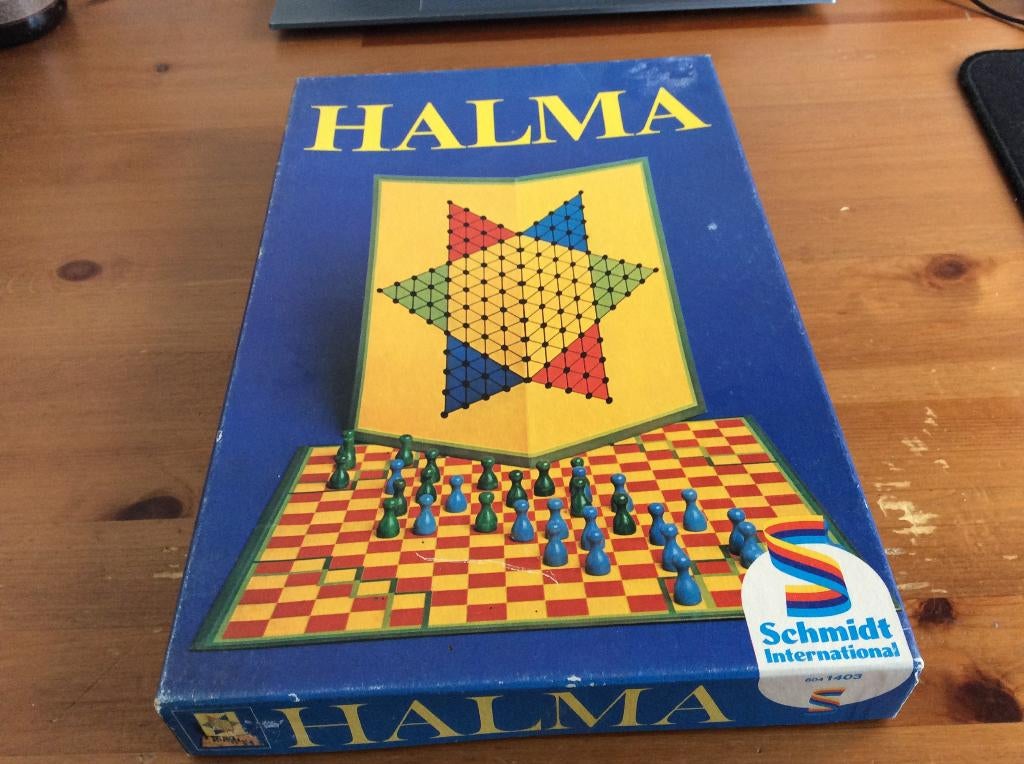 HALMA
Schmidt
International
604 1403
HALMA